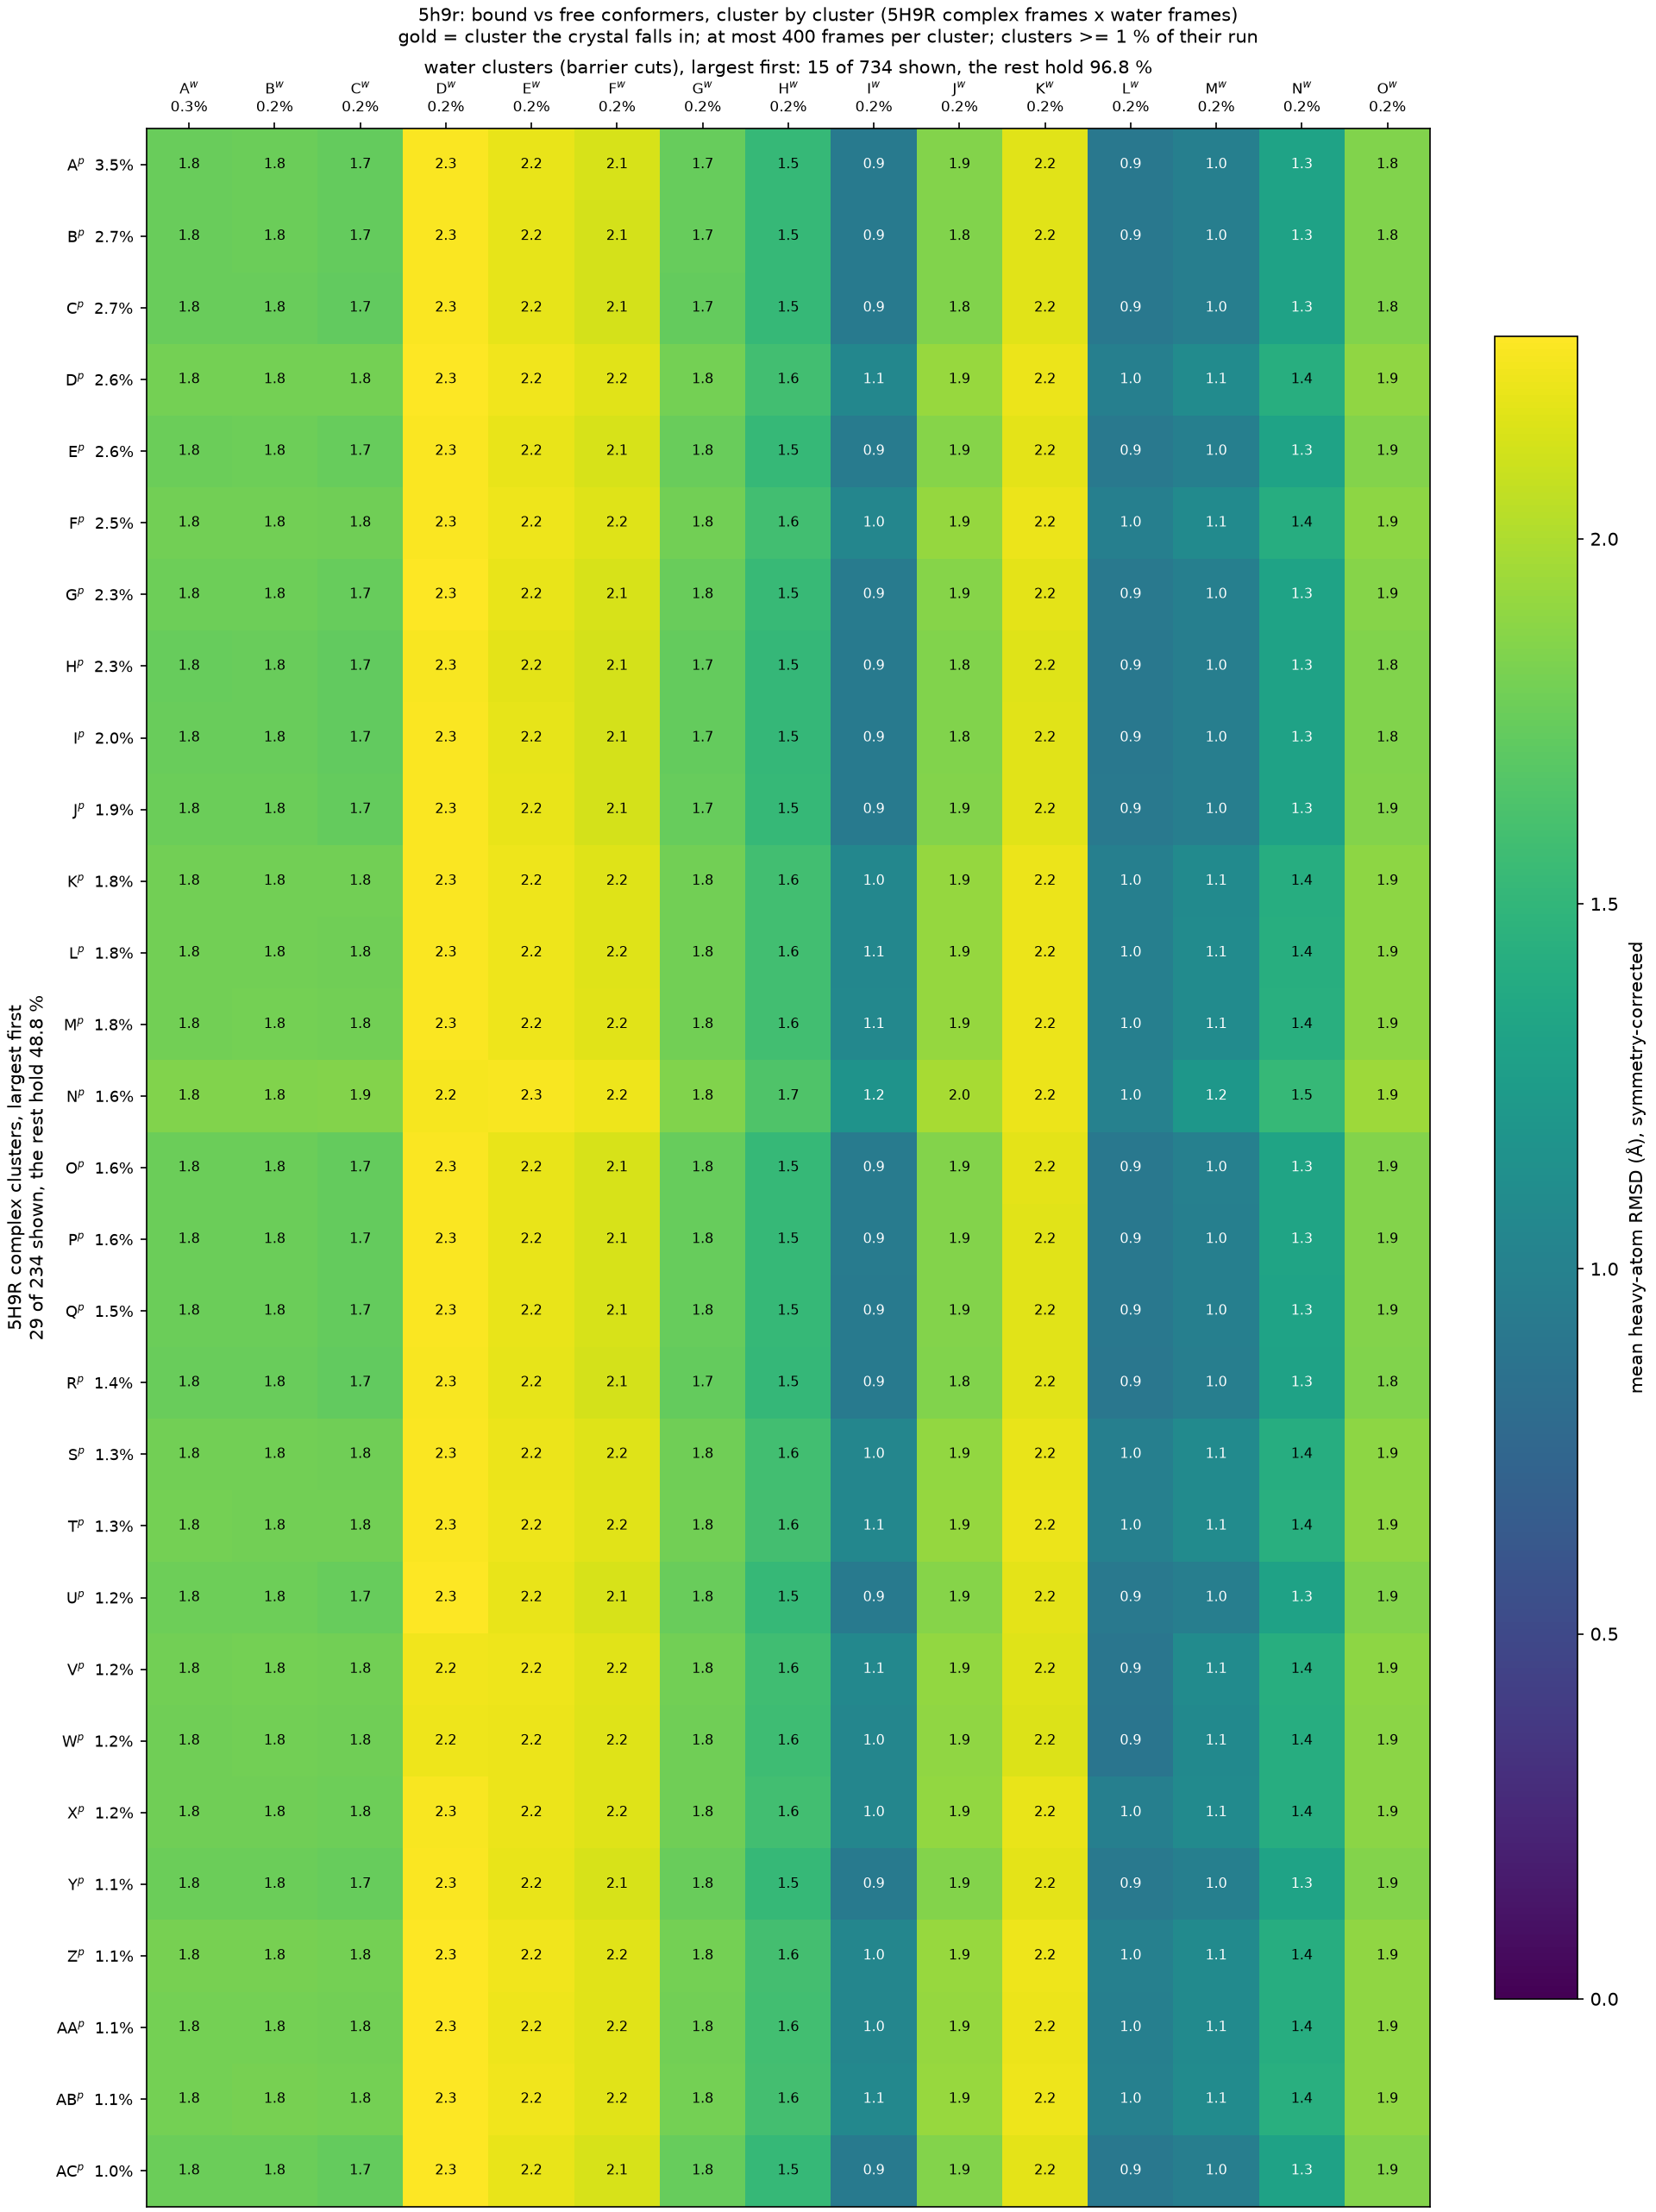 5h9r: bound vs free conformers, cluster by cluster (5H9R complex frames x water frames)
gold = cluster the crystal falls in; at most 400 frames per cluster; clusters >= 1 % of their run
water clusters (barrier cuts), largest first: 15 of 734 shown, the rest hold 96.8 %
Aʷ Bʷ Cʷ Dʷ Eʷ Fʷ Gʷ Hʷ Iʷ Jʷ Kʷ Lʷ Mʷ Nʷ Oʷ
0.3% 0.2% 0.2% 0.2% 0.2% 0.2% 0.2% 0.2% 0.2% 0.2% 0.2% 0.2% 0.2% 0.2% 0.2%
Aᵖ 3.5% 1.8 1.8 1.7 2.3 2.2 2.1 1.7 1.5 0.9 1.9 2.2 0.9 1.0 1.3 1.8
Bᵖ 2.7% 1.8 1.8 1.7 2.3 2.2 2.1 1.7 1.5 0.9 1.8 2.2 0.9 1.0 1.3 1.8
Cᵖ 2.7% 1.8 1.8 1.7 2.3 2.2 2.1 1.7 1.5 0.9 1.8 2.2 0.9 1.0 1.3 1.8
Dᵖ 2.6% 1.8 1.8 1.8 2.3 2.2 2.2 1.8 1.6 1.1 1.9 2.2 1.0 1.1 1.4 1.9
Eᵖ 2.6% 1.8 1.8 1.7 2.3 2.2 2.1 1.8 1.5 0.9 1.9 2.2 0.9 1.0 1.3 1.9
Fᵖ 2.5% 1.8 1.8 1.8 2.3 2.2 2.2 1.8 1.6 1.0 1.9 2.2 1.0 1.1 1.4 1.9
Gᵖ 2.3% 1.8 1.8 1.7 2.3 2.2 2.1 1.8 1.5 0.9 1.9 2.2 0.9 1.0 1.3 1.9
Hᵖ 2.3% 1.8 1.8 1.7 2.3 2.2 2.1 1.7 1.5 0.9 1.8 2.2 0.9 1.0 1.3 1.8
Iᵖ 2.0% 1.8 1.8 1.7 2.3 2.2 2.1 1.7 1.5 0.9 1.8 2.2 0.9 1.0 1.3 1.8
Jᵖ 1.9% 1.8 1.8 1.7 2.3 2.2 2.1 1.7 1.5 0.9 1.9 2.2 0.9 1.0 1.3 1.9
Kᵖ 1.8% 1.8 1.8 1.8 2.3 2.2 2.2 1.8 1.6 1.0 1.9 2.2 1.0 1.1 1.4 1.9
Lᵖ 1.8% 1.8 1.8 1.8 2.3 2.2 2.2 1.8 1.6 1.1 1.9 2.2 1.0 1.1 1.4 1.9
Mᵖ 1.8% 1.8 1.8 1.8 2.3 2.2 2.2 1.8 1.6 1.1 1.9 2.2 1.0 1.1 1.4 1.9
Nᵖ 1.6% 1.8 1.8 1.9 2.2 2.3 2.2 1.8 1.7 1.2 2.0 2.2 1.0 1.2 1.5 1.9
Oᵖ 1.6% 1.8 1.8 1.7 2.3 2.2 2.1 1.8 1.5 0.9 1.9 2.2 0.9 1.0 1.3 1.9
Pᵖ 1.6% 1.8 1.8 1.7 2.3 2.2 2.1 1.8 1.5 0.9 1.9 2.2 0.9 1.0 1.3 1.9
Qᵖ 1.5% 1.8 1.8 1.7 2.3 2.2 2.1 1.8 1.5 0.9 1.9 2.2 0.9 1.0 1.3 1.9
Rᵖ 1.4% 1.8 1.8 1.7 2.3 2.2 2.1 1.7 1.5 0.9 1.8 2.2 0.9 1.0 1.3 1.8
Sᵖ 1.3% 1.8 1.8 1.8 2.3 2.2 2.2 1.8 1.6 1.0 1.9 2.2 1.0 1.1 1.4 1.9
Tᵖ 1.3% 1.8 1.8 1.8 2.3 2.2 2.2 1.8 1.6 1.1 1.9 2.2 1.0 1.1 1.4 1.9
Uᵖ 1.2% 1.8 1.8 1.7 2.3 2.2 2.1 1.8 1.5 0.9 1.9 2.2 0.9 1.0 1.3 1.9
Vᵖ 1.2% 1.8 1.8 1.8 2.2 2.2 2.2 1.8 1.6 1.1 1.9 2.2 0.9 1.1 1.4 1.9
Wᵖ 1.2% 1.8 1.8 1.8 2.2 2.2 2.2 1.8 1.6 1.0 1.9 2.2 0.9 1.1 1.4 1.9
Xᵖ 1.2% 1.8 1.8 1.8 2.3 2.2 2.2 1.8 1.6 1.0 1.9 2.2 1.0 1.1 1.4 1.9
Yᵖ 1.1% 1.8 1.8 1.7 2.3 2.2 2.1 1.8 1.5 0.9 1.9 2.2 0.9 1.0 1.3 1.9
Zᵖ 1.1% 1.8 1.8 1.8 2.3 2.2 2.2 1.8 1.6 1.0 1.9 2.2 1.0 1.1 1.4 1.9
AAᵖ 1.1% 1.8 1.8 1.8 2.3 2.2 2.2 1.8 1.6 1.0 1.9 2.2 1.0 1.1 1.4 1.9
ABᵖ 1.1% 1.8 1.8 1.8 2.3 2.2 2.2 1.8 1.6 1.1 1.9 2.2 1.0 1.1 1.4 1.9
ACᵖ 1.0% 1.8 1.8 1.7 2.3 2.2 2.1 1.8 1.5 0.9 1.9 2.2 0.9 1.0 1.3 1.9
5H9R complex clusters, largest first
29 of 234 shown, the rest hold 48.8 %
2.0
1.5
1.0
0.5
0.0
mean heavy-atom RMSD (Å), symmetry-corrected